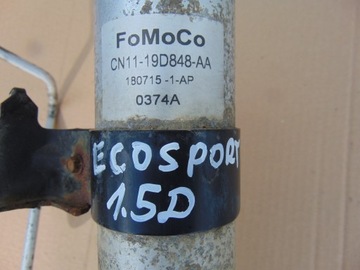 FoMoCo
CN11-19D848-AA
180715 -1-AP
0374A
ECOSPORT
1.5D